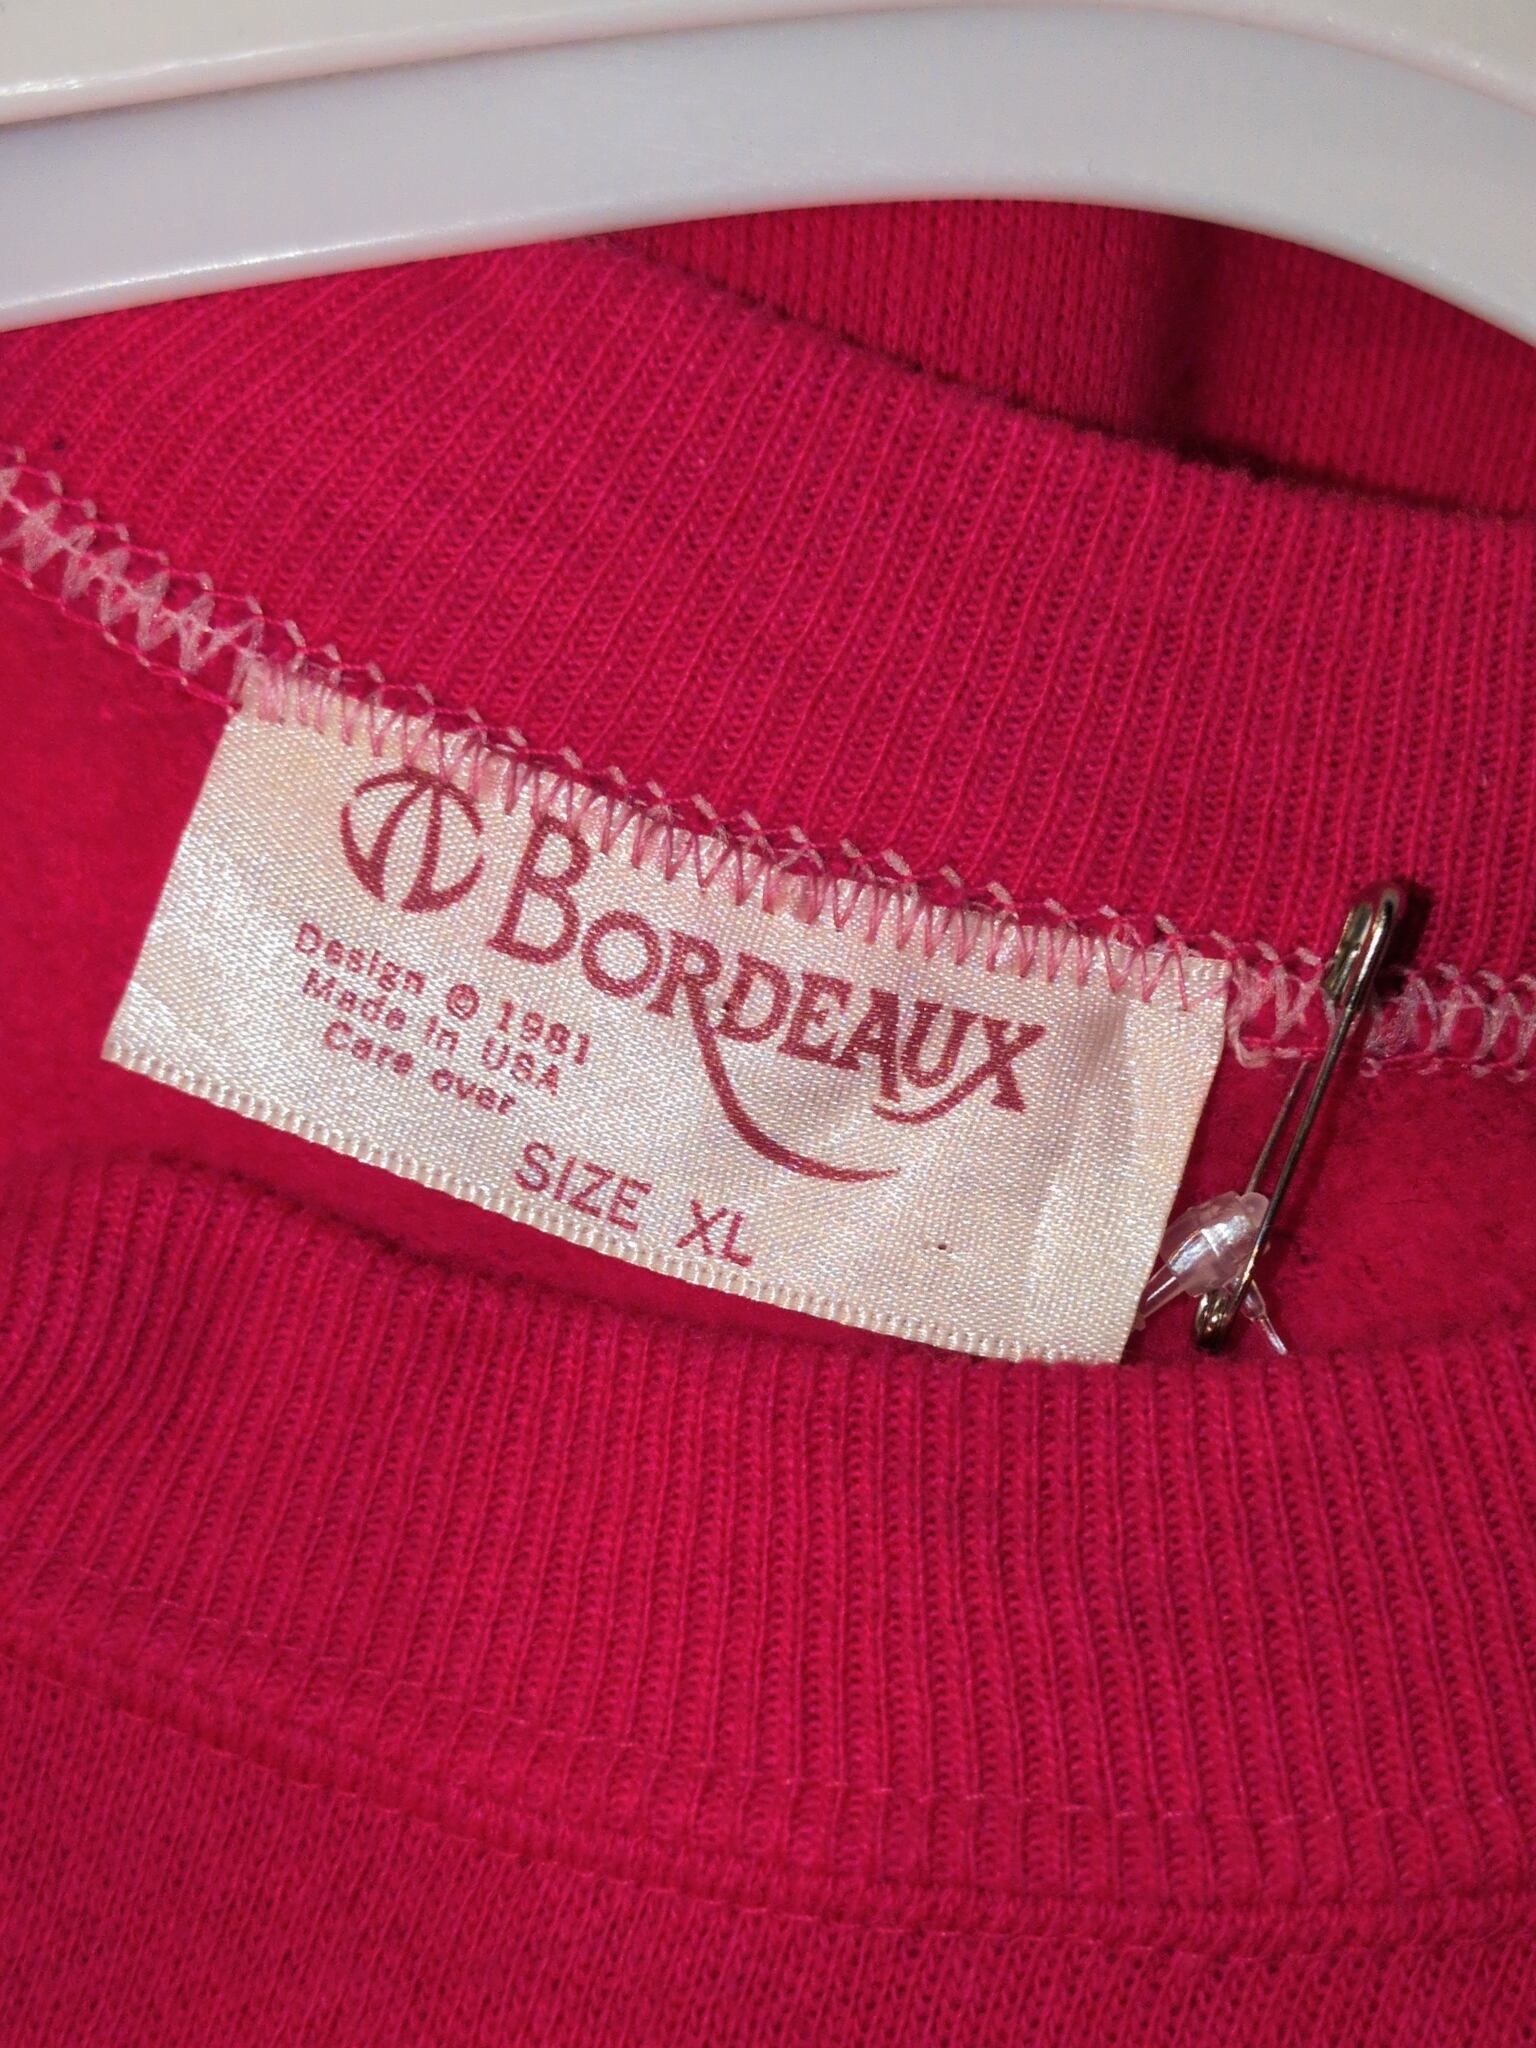 BORDEAUX
Design © 1981
Made in USA
Care over
SIZE XL